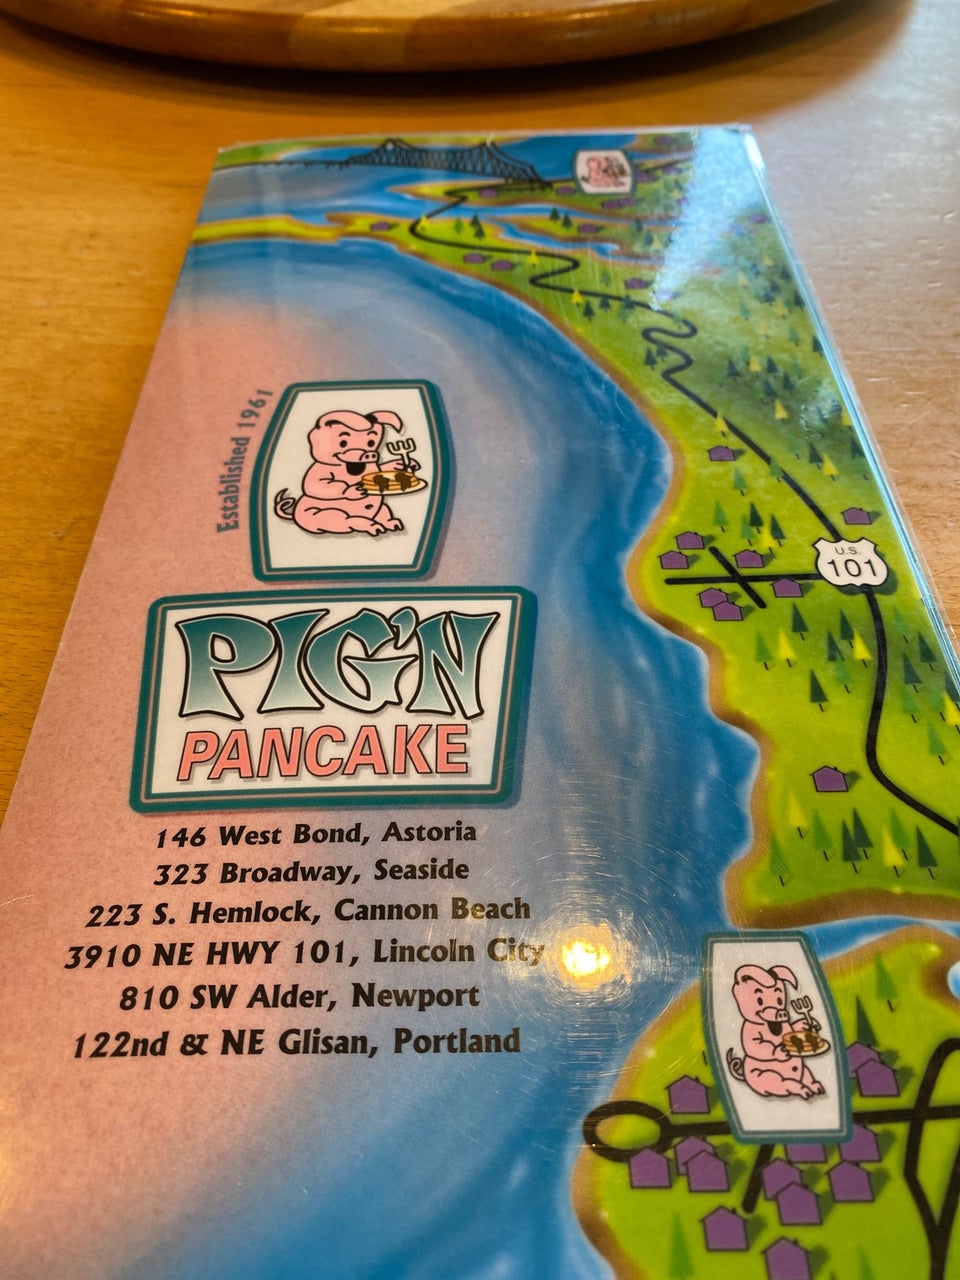 Established 1961
PIG'N
PANCAKE
146 West Bond, Astoria
323 Broadway, Seaside
223 S. Hemlock, Cannon Beach
3910 NE HWY 101, Lincoln City
810 SW Alder, Newport
122nd & NE Glisan, Portland
U.S.
101